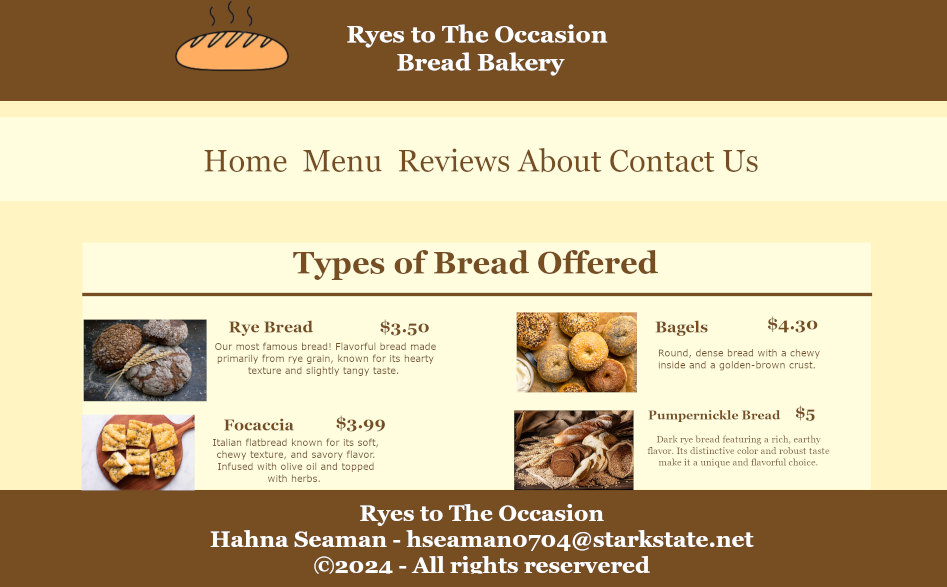 Ryes to The Occasion
Bread Bakery
Home Menu Reviews About Contact Us
Types of Bread Offered
Rye Bread $3.50
Our most famous bread! Flavorful bread made
primarily from rye grain, known for its hearty
texture and slightly tangy taste.
Bagels $4.30
Round, dense bread with a chewy
inside and a golden-brown crust.
Focaccia $3.99
Italian flatbread known for its soft,
chewy texture, and savory flavor.
Infused with olive oil and topped
with herbs.
Pumpernickle Bread $5
Dark rye bread featuring a rich, earthy
flavor. Its distinctive color and robust taste
make it a unique and flavorful choice.
Ryes to The Occasion
Hahna Seaman - hseaman0704@starkstate.net
©2024 - All rights reservered